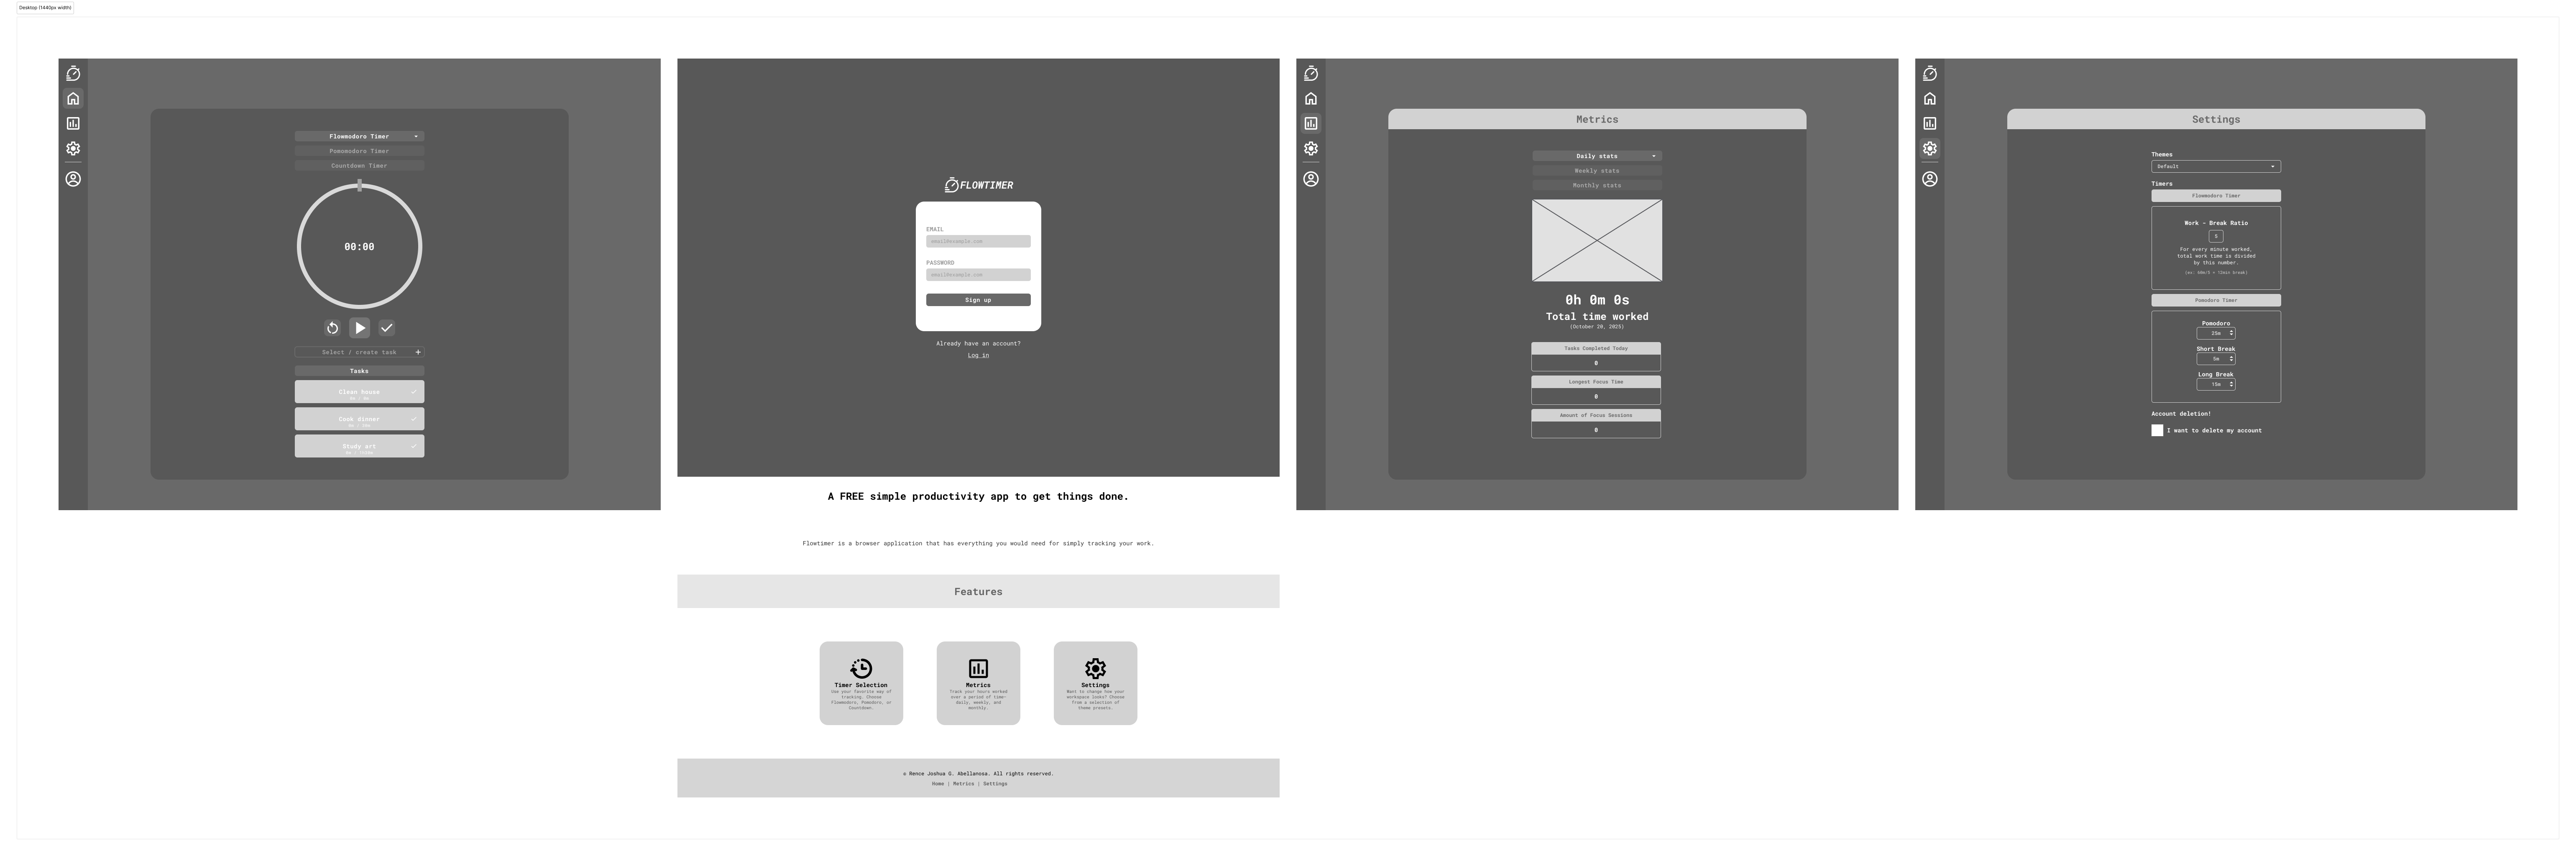 Desktop (1440px width)
Flowmodoro Timer
Pomomodoro Timer
Countdown Timer
00:00
Select / create task
Tasks
Clean house
Cook dinner
Study art
FLOWTIMER
EMAIL
email@example.com
PASSWORD
email@example.com
Sign up
Already have an account?
Log in
A FREE simple productivity app to get things done.
Flowtimer is a browser application that has everything you would need for simply tracking your work.
Features
Timer Selection
Use your favorite way of
tracking. Choose
Flowmodoro, Pomodoro, or
Countdown.
Metrics
Track your hours worked
over a period of time-
daily, weekly, and
monthly.
Settings
Want to change how your
workspace looks? Choose
from a selection of
theme presets
© Rence Joshua G. Abellanosa. All rights reserved.
Home | Metrics | Settings
Metrics
Daily stats
Weekly stats
Monthly stats
0h 0m 0s
Total time worked
(October 20, 2025)
Tasks Completed Today
0
Longest Focus Time
0
Amount of Focus Sessions
0
Settings
Themes
Default
Timers
Flowmodoro Timer
Work - Break Ratio
5
For every minute worked,
total work time is divided
by this number.
(ex: 60m/5 = 12min break)
Pomodoro Timer
Pomodoro
25m
Short Break
5m
Long Break
15m
Account deletion!
I want to delete my account